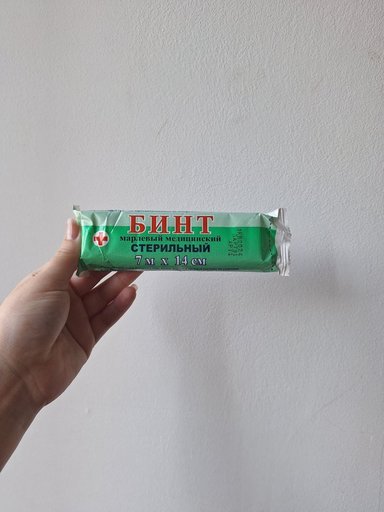 БИНТ
марлевый медицинский
СТЕРИЛЬНЫЙ
7 м х 14 см